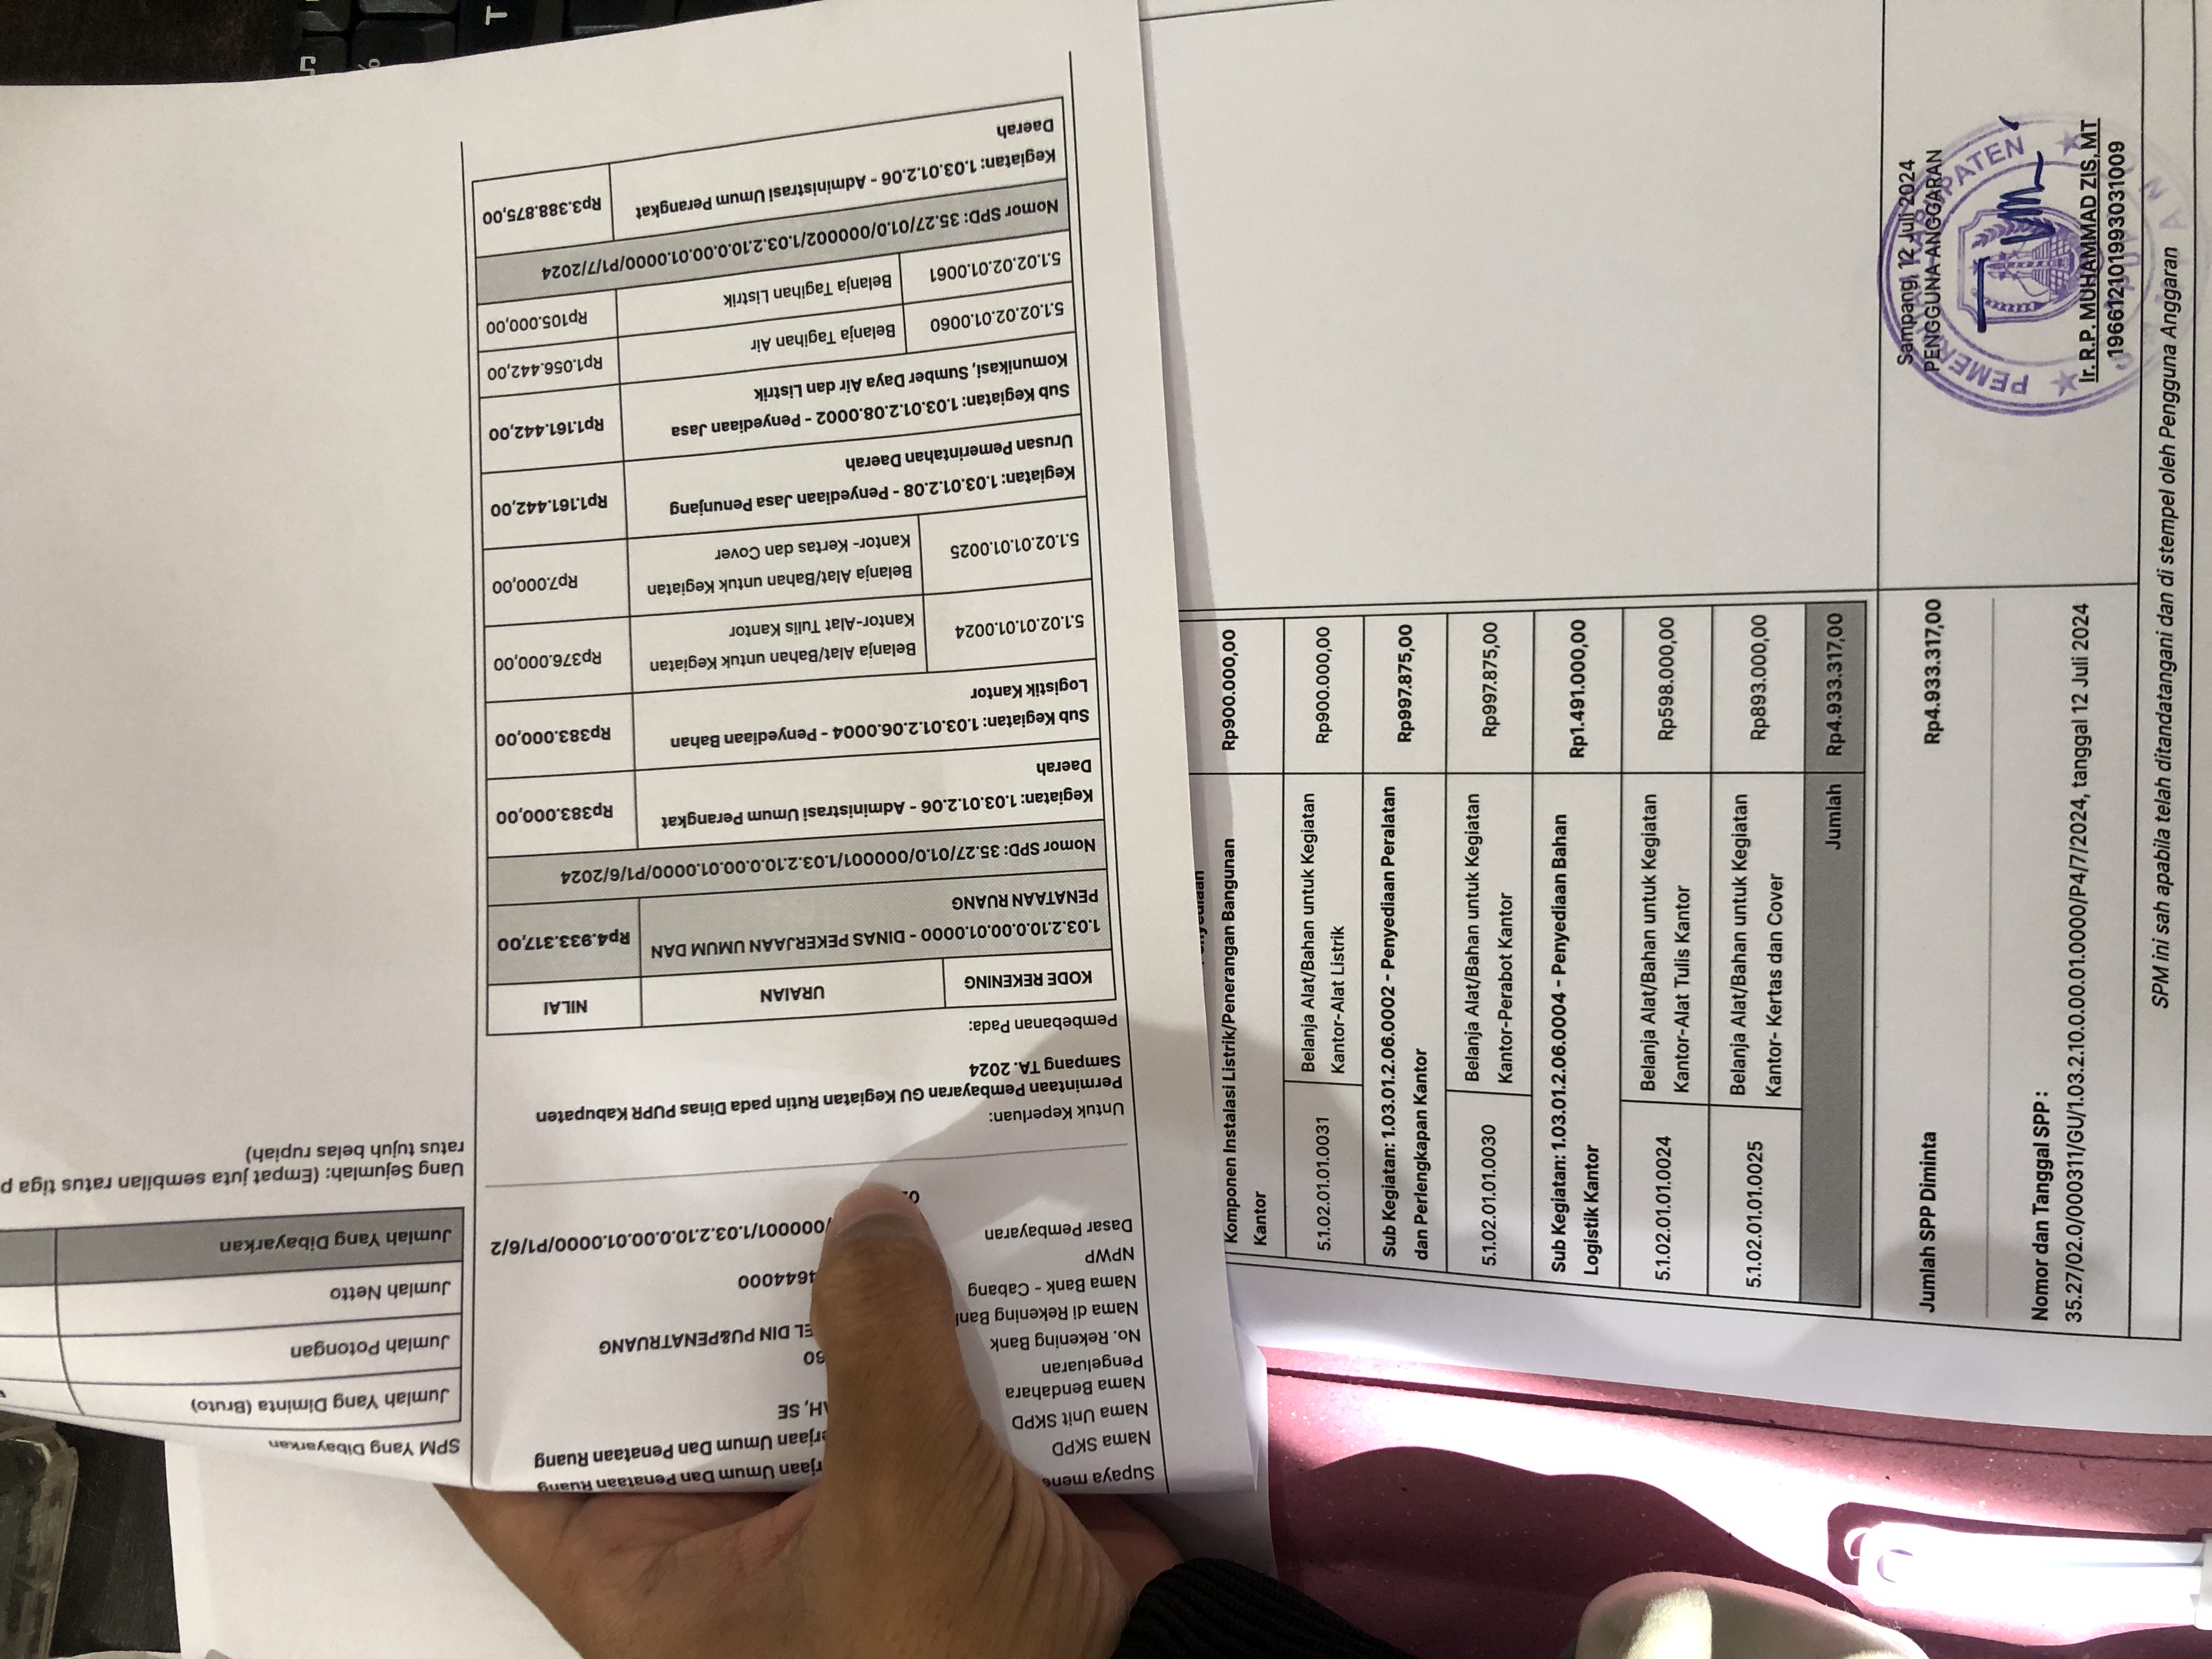 Supaya
rjaan Umum Dan Penataan Ruang
Nama SKPD
erjaan Umum Dan Penataan Ruang
Nama Unit SKPD
AH, SE
Nama Bendahara
Pengeluaran
No. Rekening Bank
60
Nama di Rekening Bank
EL DIN PU&PENATRUANG
Nama Bank - Cabang
NPWP
4644000
Dasar Pembayaran
/000001/1.03.2.10.0.00.01.0000/P1/6/2
Untuk Keperluan:
Permintaan Pembayaran GU Kegiatan Rutin pada Dinas PUPR Kabupaten
Sampang TA. 2024
Pembebanan Pada:
KODE REKENING URAIAN NILAI
1.03.2.10.0.00.01.0000 - DINAS PEKERJAAN UMUM DAN
PENATAAN RUANG Rp4.933.317,00
Nomor SPD: 35.27/01.0/000001/1.03.2.10.0.00.01.0000/P1/6/2024
Kegiatan: 1.03.01.2.06 - Administrasi Umum Perangkat
Daerah Rp383.000,00
Sub Kegiatan: 1.03.01.2.06.0004 - Penyediaan Bahan
Logistik Kantor Rp383.000,00
5.1.02.01.01.0024 Belanja Alat/Bahan untuk Kegiatan
Kantor-Alat Tulis Kantor Rp376.000,00
5.1.02.01.01.0025 Belanja Alat/Bahan untuk Kegiatan
Kantor- Kertas dan Cover Rp7.000,00
Kegiatan: 1.03.01.2.08 - Penyediaan Jasa Penunjang
Urusan Pemerintahan Daerah Rp1.161.442,00
Sub Kegiatan: 1.03.01.2.08.0002 - Penyediaan Jasa
Komunikasi, Sumber Daya Air dan Listrik Rp1.161.442,00
5.1.02.02.01.0060 Belanja Tagihan Air Rp1.056.442,00
5.1.02.02.01.0061 Belanja Tagihan Listrik Rp105.000,00
Nomor SPD: 35.27/01.0/000002/1.03.2.10.0.00.01.0000/P1/7/2024
Kegiatan: 1.03.01.2.06 - Administrasi Umum Perangkat
Daerah Rp3.388.875,00
SPM Yang Dibayarkan
Jumlah Yang Diminta (Bruto)
Jumlah Potongan
Jumlah Netto
Jumlah Yang Dibayarkan
Uang Sejumlah: (Empat juta sembilan ratus tiga p
ratus tujuh belas rupiah)
Komponen Instalasi Listrik/Penerangan Bangunan
Kantor Rp900.000,00
5.1.02.01.01.0031 Belanja Alat/Bahan untuk Kegiatan
Kantor-Alat Listrik Rp900.000,00
Sub Kegiatan: 1.03.01.2.06.0002 - Penyediaan Peralatan
dan Perlengkapan Kantor Rp997.875,00
5.1.02.01.01.0030 Belanja Alat/Bahan untuk Kegiatan
Kantor-Perabot Kantor Rp997.875,00
Sub Kegiatan: 1.03.01.2.06.0004 - Penyediaan Bahan
Logistik Kantor Rp1.491.000,00
5.1.02.01.01.0024 Belanja Alat/Bahan untuk Kegiatan
Kantor-Alat Tulis Kantor Rp598.000,00
5.1.02.01.01.0025 Belanja Alat/Bahan untuk Kegiatan
Kantor- Kertas dan Cover Rp893.000,00
Jumlah Rp4.933.317,00
Jumlah SPP Diminta Rp4.933.317,00
Nomor dan Tanggal SPP :
35.27/02.0/000311/GU/1.03.2.10.0.00.01.0000/P4/7/2024, tanggal 12 Juli 2024
Sampang, 12 Juli 2024
PENGGUNA ANGGARAN
PEMERINTAH KABUPATEN
Ir. R.P. MUHAMMAD ZIS, MT
196612101993031009
SPM ini sah apabila telah ditandatangani dan di stempel oleh Pengguna Anggaran
T
%